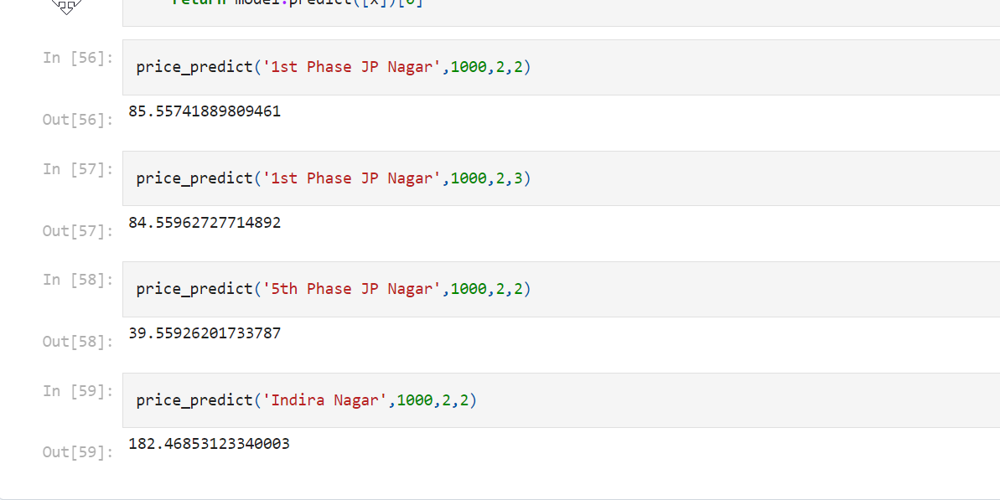 return model.predict([x])[0]
In [56]:
price_predict('1st Phase JP Nagar',1000,2,2)
Out[56]:
85.55741889809461
In [57]:
price_predict('1st Phase JP Nagar',1000,2,3)
Out[57]:
84.55962727714892
In [58]:
price_predict('5th Phase JP Nagar',1000,2,2)
Out[58]:
39.55926201733787
In [59]:
price_predict('Indira Nagar',1000,2,2)
Out[59]:
182.46853123340003